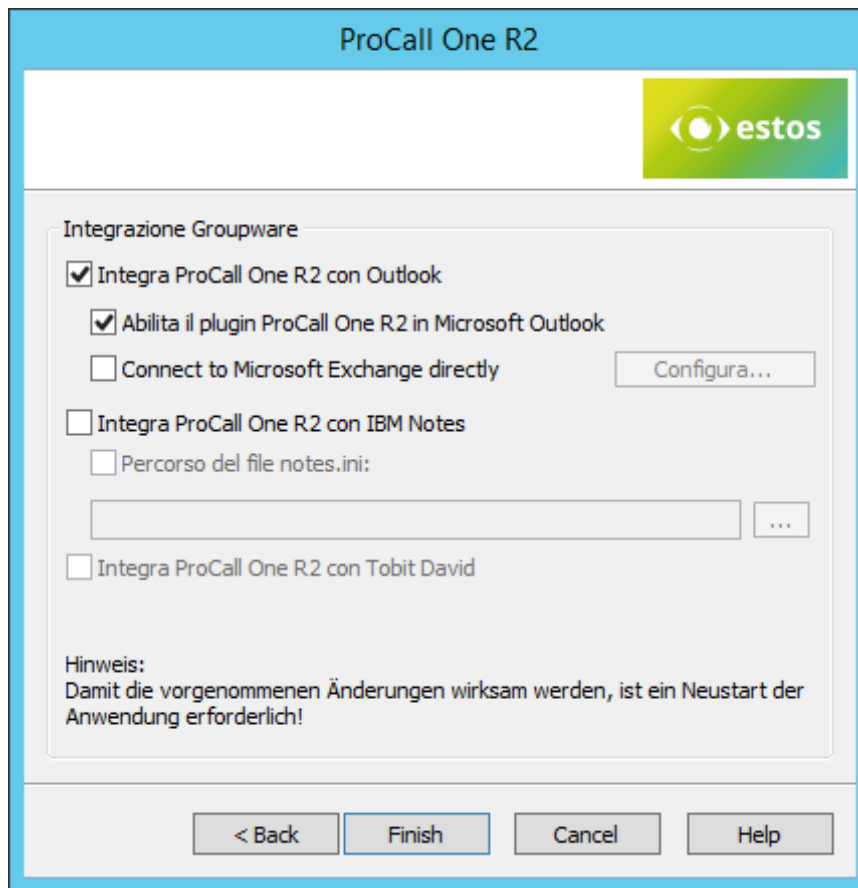 ProCall One R2
estos
Integrazione Groupware
Integra ProCall One R2 con Outlook
Abilita il plugin ProCall One R2 in Microsoft Outlook
Connect to Microsoft Exchange directly
Configura...
Integra ProCall One R2 con IBM Notes
Percorso del file notes.ini:
...
Integra ProCall One R2 con Tobit David
Hinweis:
Damit die vorgenommenen Änderungen wirksam werden, ist ein Neustart der
Anwendung erforderlich!
< Back
Finish
Cancel
Help